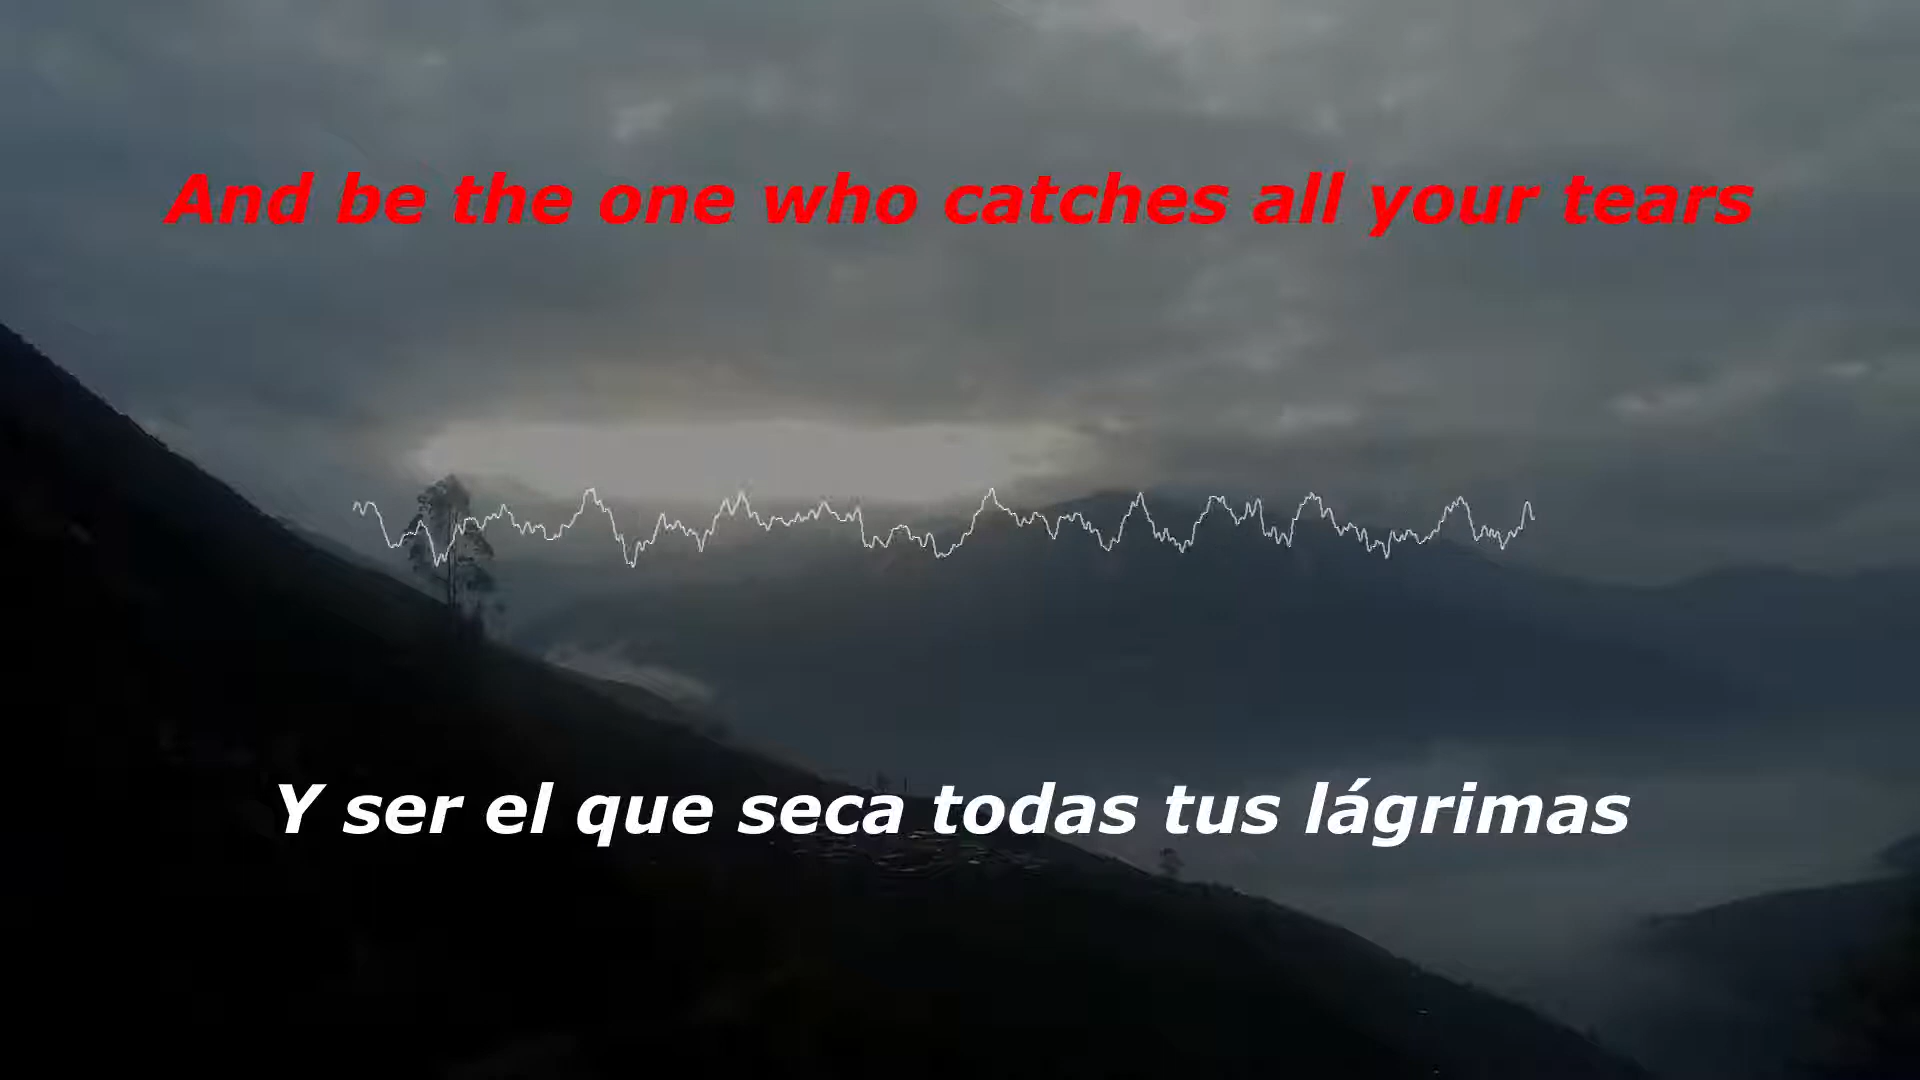 And be the one who catches all your tears
Y ser el que seca todas tus lágrimas